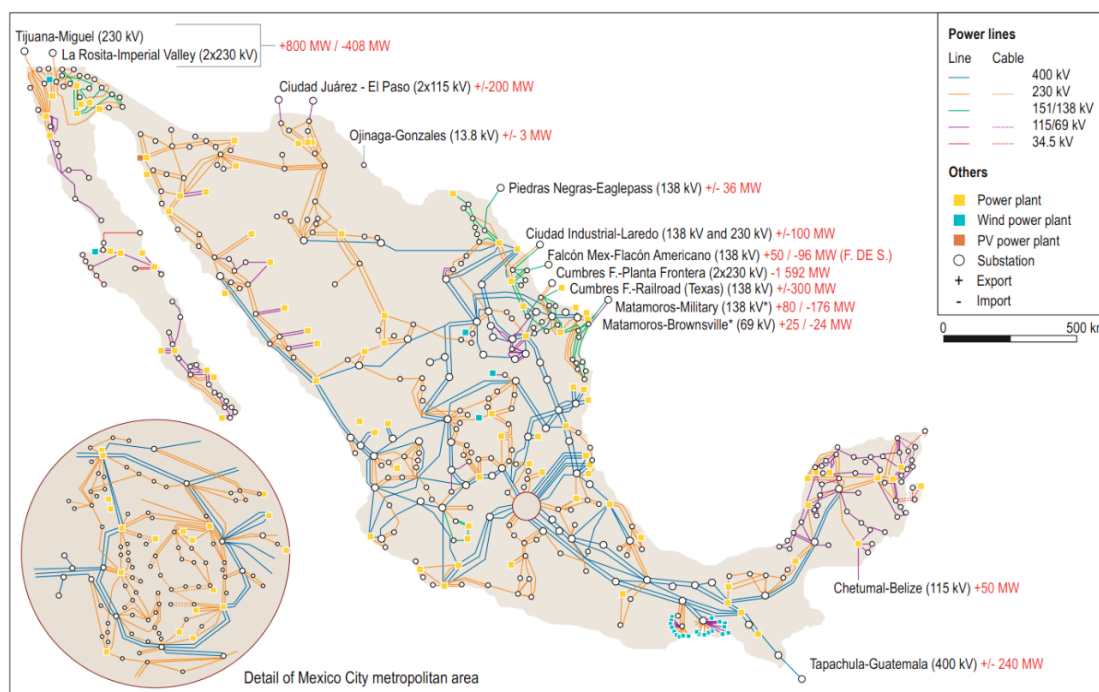 Tijuana-Miguel (230 kV)
La Rosita-Imperial Valley (2x230 kV)
+800 MW / -408 MW
Ciudad Juárez - El Paso (2x115 kV) +/-200 MW
Ojinaga-Gonzales (13.8 kV) +/- 3 MW
Piedras Negras-Eaglepass (138 kV) +/- 36 MW
Ciudad Industrial-Laredo (138 kV and 230 kV) +/-100 MW
Falcón Mex-Flacón Americano (138 kV) +50 / -96 MW (F. DE S.)
Cumbres F.-Planta Frontera (2x230 kV) -1 592 MW
Cumbres F.-Railroad (Texas) (138 kV) +/-300 MW
Matamoros-Military (138 kV*) +80 / -176 MW
Matamoros-Brownsville* (69 kV) +25 / -24 MW
Chetumal-Belize (115 kV) +50 MW
Tapachula-Guatemala (400 kV) +/- 240 MW
Detail of Mexico City metropolitan area
Power lines
Line Cable
400 kV
230 kV
151/138 kV
115/69 kV
34.5 kV
Others
Power plant
Wind power plant
PV power plant
Substation
+ Export
- Import
0 500 km